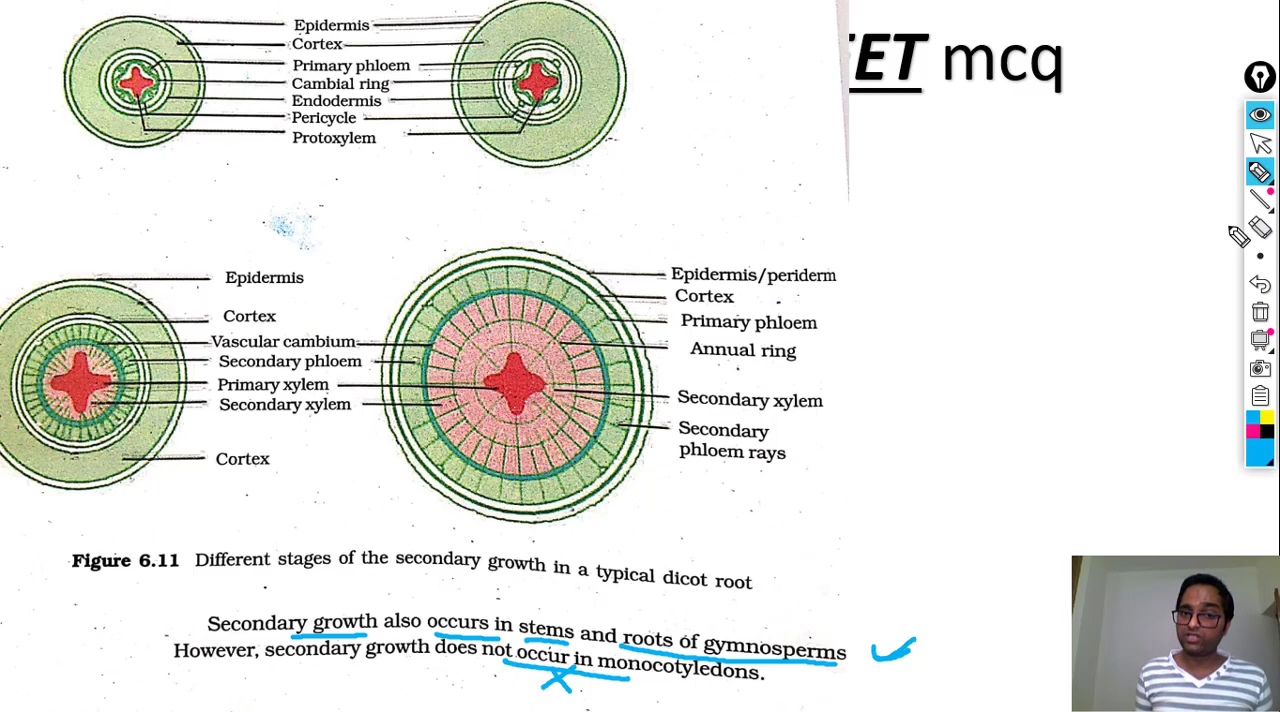 EET mcq
Epidermis
Cortex
Primary phloem
Cambial ring
Endodermis
Pericycle
Protoxylem
Epidermis
Cortex
Vascular cambium
Secondary phloem
Primary xylem
Secondary xylem
Cortex
Epidermis/periderm
Cortex
Primary phloem
Annual ring
Secondary xylem
Secondary
phloem rays
Figure 6.11 Different stages of the secondary growth in a typical dicot root
Secondary growth also occurs in stems and roots of gymnosperms
However, secondary growth does not occur in monocotyledons.